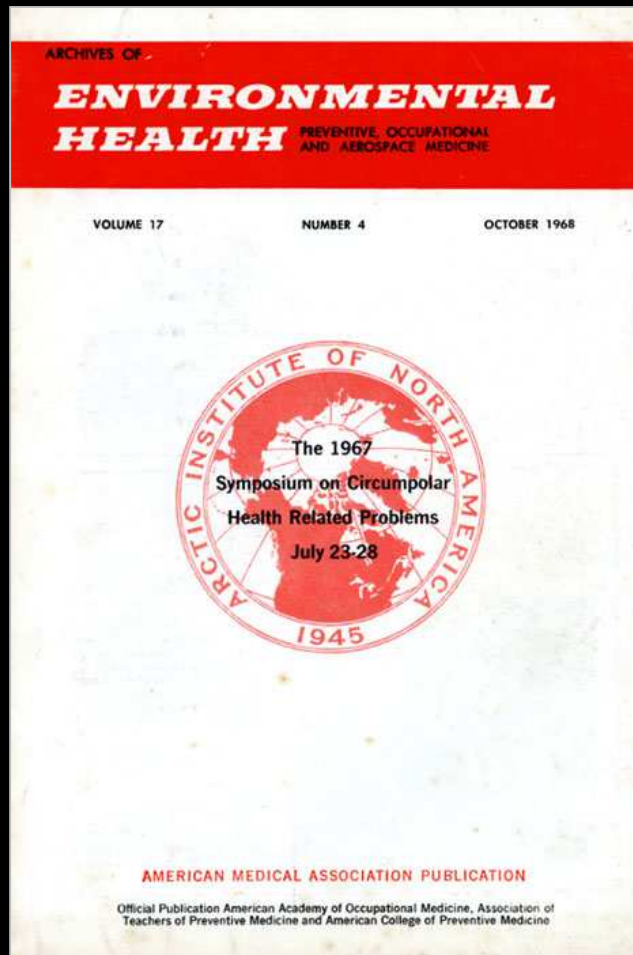 ARCHIVES OF
ENVIRONMENTAL
HEALTH PREVENTIVE, OCCUPATIONAL
AND AEROSPACE MEDICINE
VOLUME 17 NUMBER 4 OCTOBER 1968
ARCTIC INSTITUTE OF NORTH AMERICA
The 1967
Symposium on Circumpolar
Health Related Problems
July 23-28
1945
AMERICAN MEDICAL ASSOCIATION PUBLICATION
Official Publication American Academy of Occupational Medicine, Association of
Teachers of Preventive Medicine and American College of Preventive Medicine